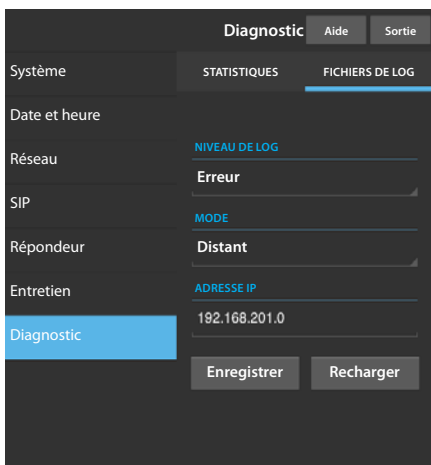 Diagnostic
Aide
Sortie
Système
Date et heure
Réseau
SIP
Répondeur
Entretien
Diagnostic
STATISTIQUES
FICHIERS DE LOG
NIVEAU DE LOG
Erreur
MODE
Distant
ADRESSE IP
192.168.201.0
Enregistrer
Recharger